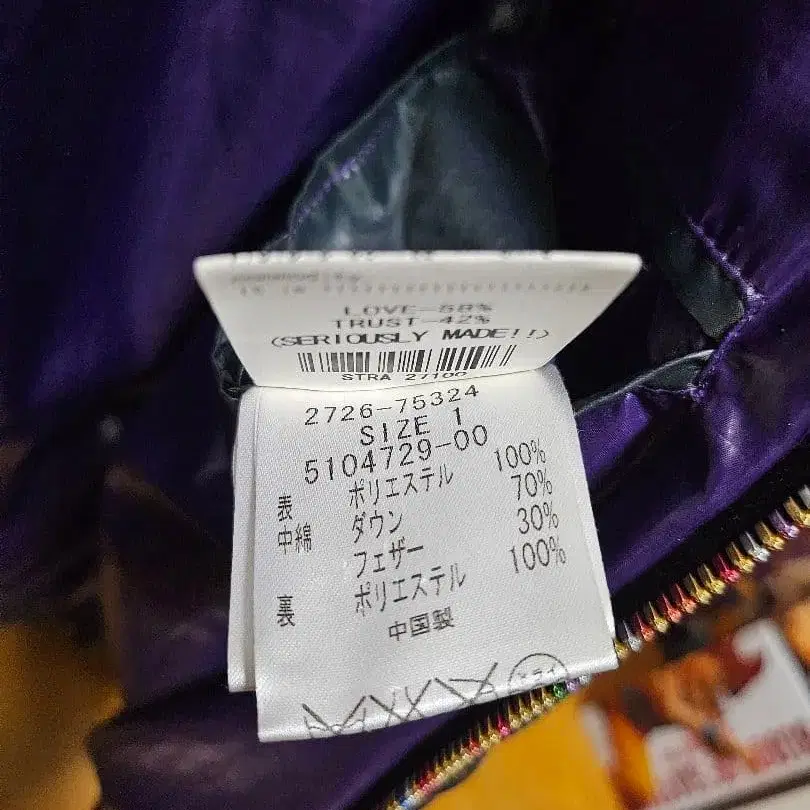 LOVE-58%
TRUST-42%
(SERIOUSLY MADE!!)
STRA 27100
2726-75324
SIZE 1
5104729-00
表 ポリエステル 100%
中綿 ダウン 70%
フェザー 30%
裏 ポリエステル 100%
中国製